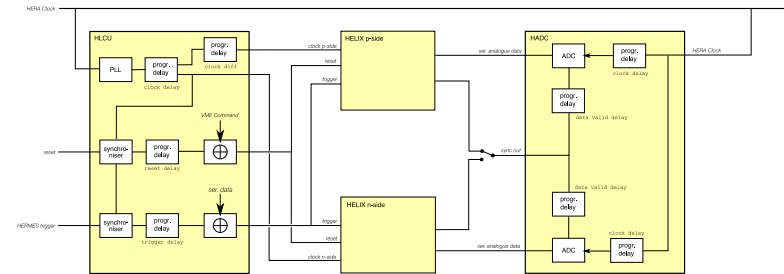 HERA Clock
HLCU
HELIX p-side
HADC
progr.
delay
clock p-side
ser. analogue data
PLL
progr.
delay
clock diff
reset
ADC
progr.
delay
HERA Clock
clock delay
trigger
clock delay
progr.
delay
VME Command
data valid delay
reset
synchro-
niser
progr.
delay
sync out
reset delay
ser. data
data valid delay
HELIX n-side
progr.
delay
HERMES trigger
synchro-
niser
progr.
delay
trigger
clock delay
trigger delay
reset
ser. analogue data
ADC
progr.
delay
clock n-side